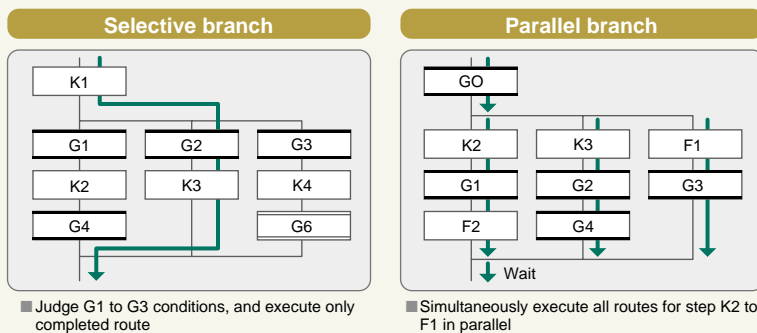 Selective branch
K1
G1
G2
G3
K2
K3
K4
G4
G6
■ Judge G1 to G3 conditions, and execute only
completed route
Parallel branch
GO
K2
K3
F1
G1
G2
G3
F2
G4
Wait
■ Simultaneously execute all routes for step K2 to
F1 in parallel